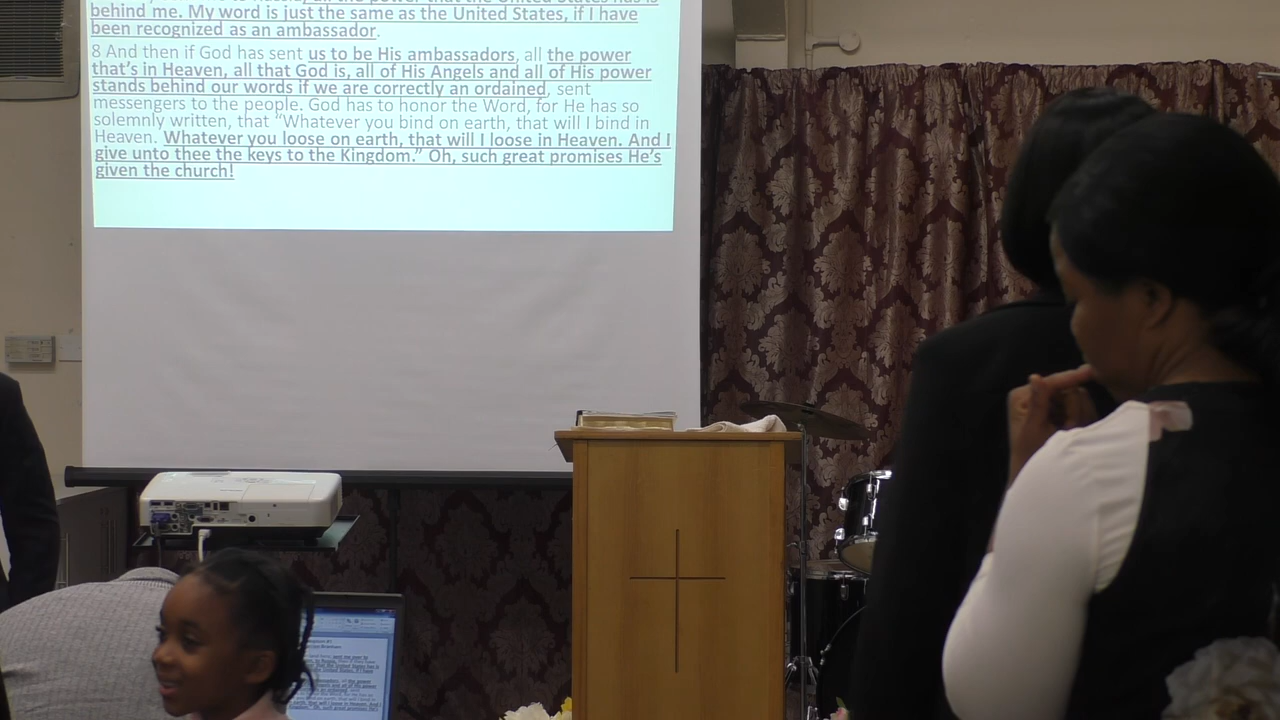 behind me. My word is just the same as the United States, if I have
been recognized as an ambassador.
8 And then if God has sent us to be His ambassadors, all the power
that's in Heaven, all that God is, all of His Angels and all of His power
stands behind our words if we are correctly an ordained, sent
messengers to the people. God has to honor the Word, for He has so
solemnly written, that “Whatever you bind on earth, that will I bind in
Heaven. Whatever you loose on earth, that will I loose in Heaven. And I
give unto thee the keys to the Kingdom.” Oh, such great promises He's
given the church!